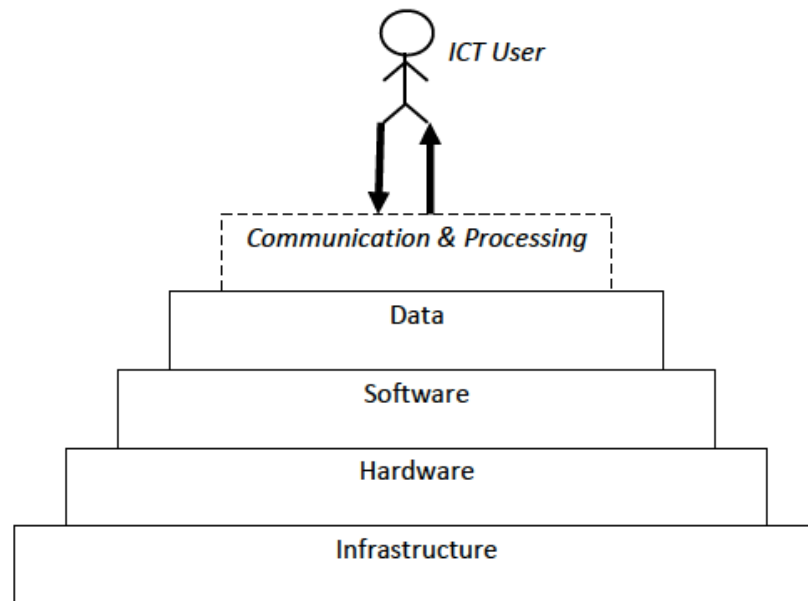 ICT User
Communication & Processing
Data
Software
Hardware
Infrastructure